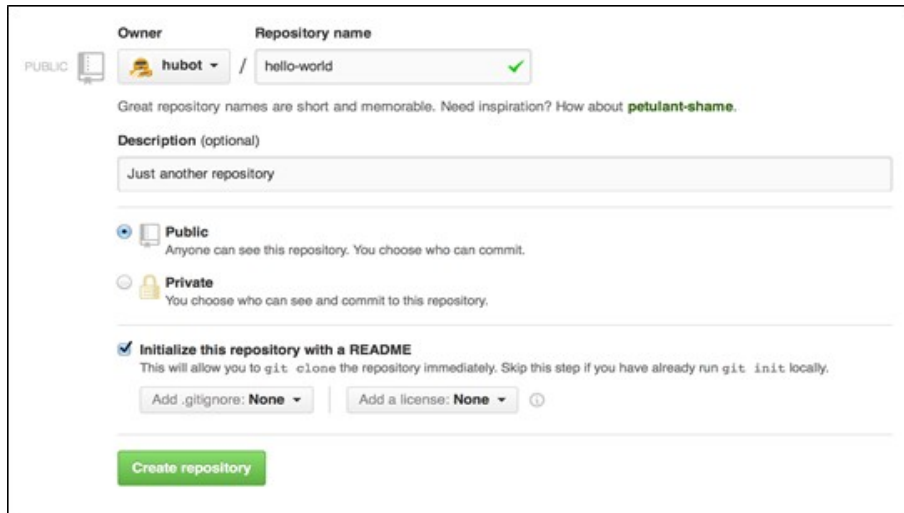 Owner Repository name
PUBLIC hubot / hello-world
Great repository names are short and memorable. Need inspiration? How about petulant-shame.
Description (optional)
Just another repository
Public
Anyone can see this repository. You choose who can commit.
Private
You choose who can see and commit to this repository.
Initialize this repository with a README
This will allow you to git clone the repository immediately. Skip this step if you have already run git init locally.
Add .gitignore: None Add a license: None
Create repository